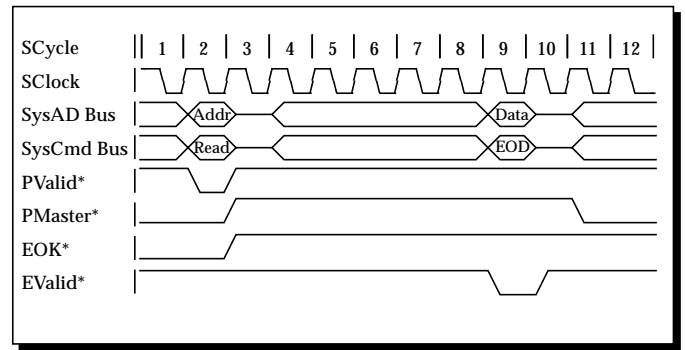 SCycle 1 2 3 4 5 6 7 8 9 10 11 12
SClock
SysAD Bus Addr Data
SysCmd Bus Read EOD
PValid*
PMaster*
EOK*
EValid*